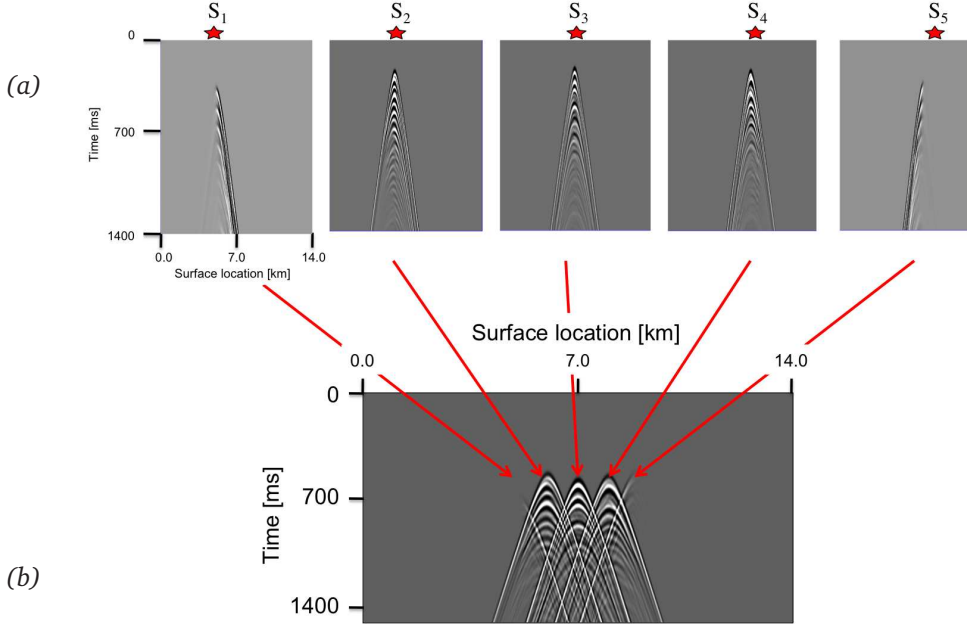 S1 S2 S3 S4 S5
(a)
0
700
1400
Time [ms]
0.0 7.0 14.0
Surface location [km]
Surface location [km]
0.0 7.0 14.0
0
700
1400
Time [ms]
(b)